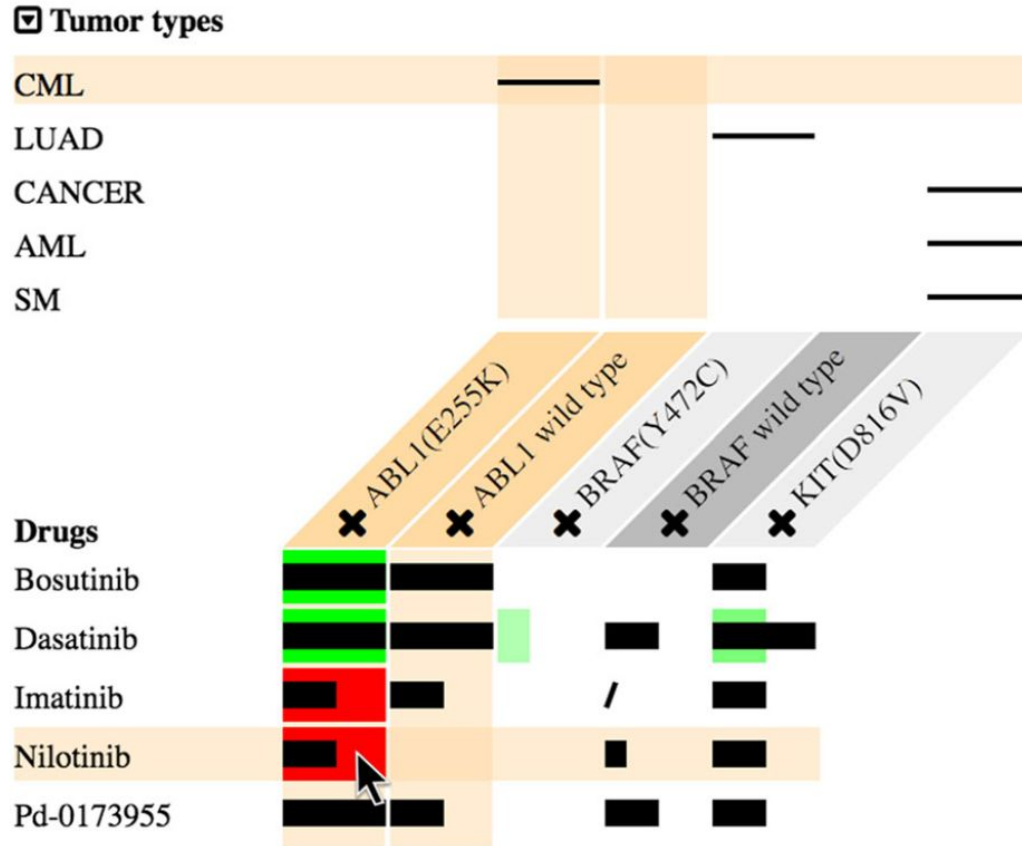 Tumor types
CML
LUAD
CANCER
AML
SM
ABL1(E255K)
ABL1 wild type
BRAF(Y472C)
BRAF wild type
KIT(D816V)
Drugs
Bosutinib
Dasatinib
Imatinib
Nilotinib
Pd-0173955